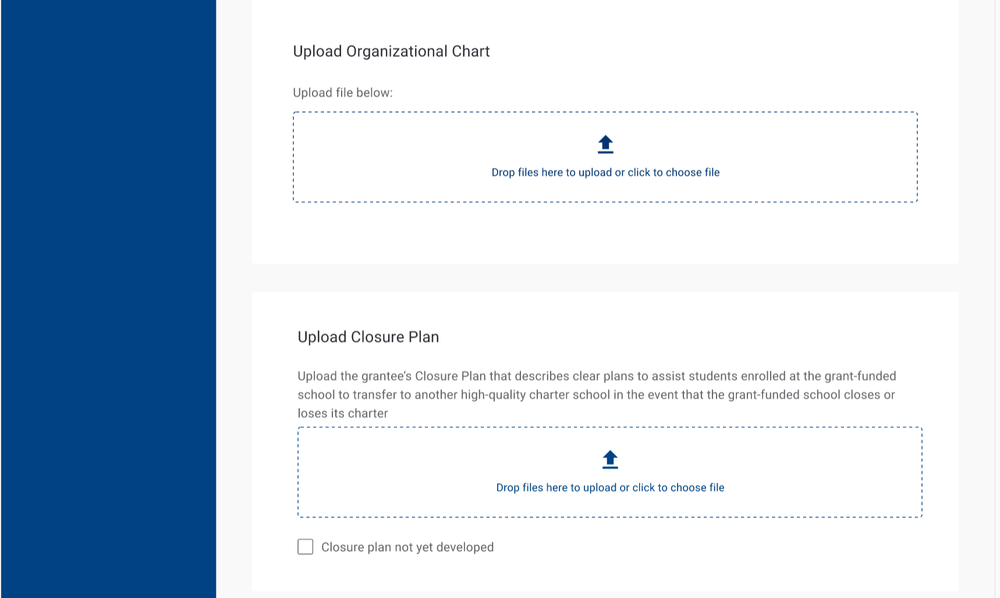 Upload Organizational Chart
Upload file below:
Drop files here to upload or click to choose file
Upload Closure Plan
Upload the grantee’s Closure Plan that describes clear plans to assist students enrolled at the grant-funded
school to transfer to another high-quality charter school in the event that the grant-funded school closes or
loses its charter
Drop files here to upload or click to choose file
Closure plan not yet developed